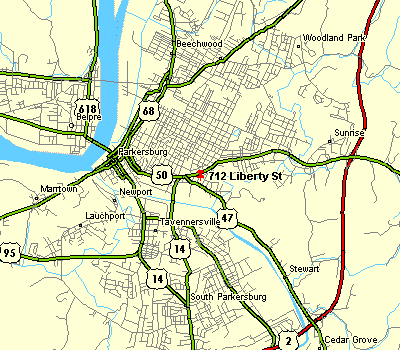 Woodland Park
Beechwood
618
68
Belpre
Sunrise
Parkersburg
50
712 Liberty St
Marrtown
Newport
Lauchport
47
Tavennersville
95
14
Stewart
14
South Parkersburg
2
Cedar Grove